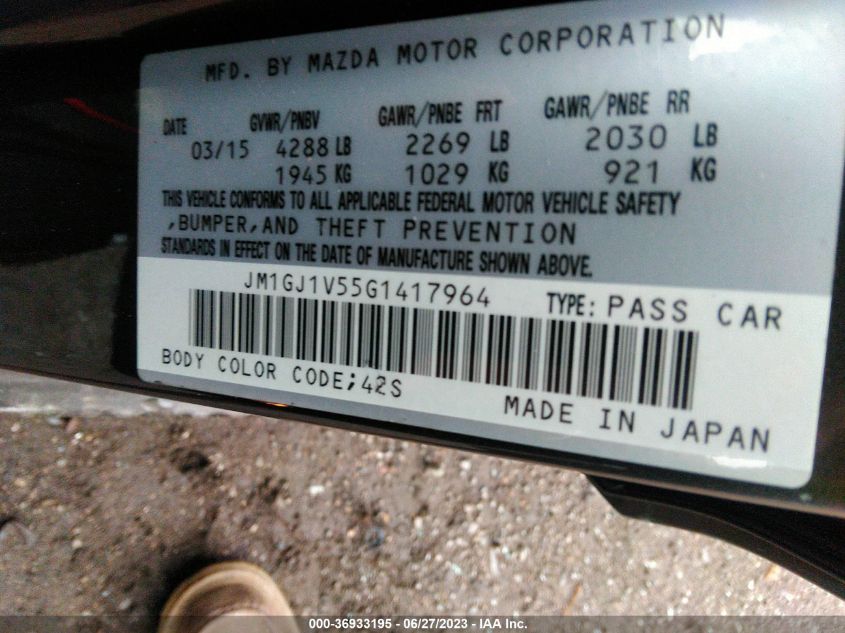 MFD. BY MAZDA MOTOR CORPORATION
DATE GVWR/PNBV GAWR/PNBE FRT GAWR/PNBE RR
03/15 4288 LB 2269 LB 2030 LB
1945 KG 1029 KG 921 KG
THIS VEHICLE CONFORMS TO ALL APPLICABLE FEDERAL MOTOR VEHICLE SAFETY
,BUMPER,AND THEFT PREVENTION
STANDARDS IN EFFECT ON THE DATE OF MANUFACTURE SHOWN ABOVE.
JM1GJ1V55G1417964 TYPE: PASS CAR
BODY COLOR CODE;42S
MADE IN JAPAN
000-36933195 - 06/27/2023 - IAA Inc.